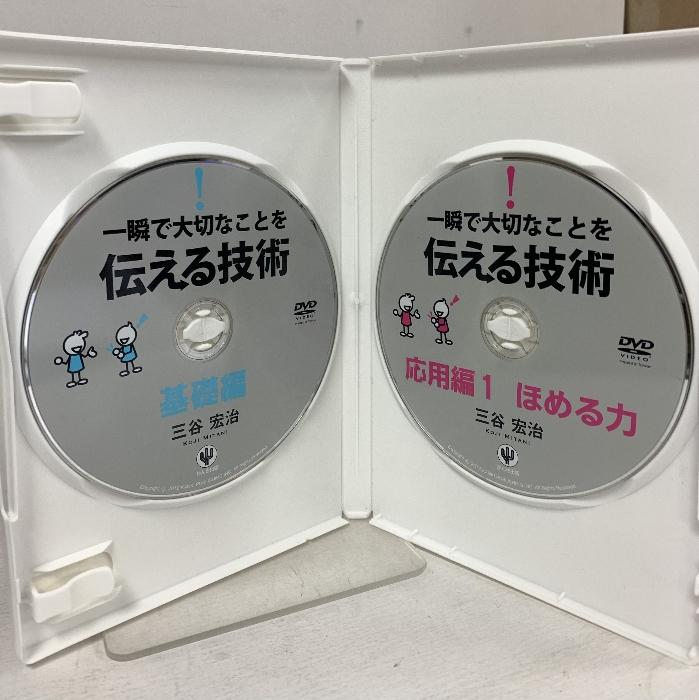 !
一瞬で大切なことを
伝える技術
DVD
VIDEO
基礎編
三谷 宏治
KOJI MITANI
!
一瞬で大切なことを
伝える技術
DVD
VIDEO
応用編1 ほめる力
三谷 宏治
KOJI MITANI